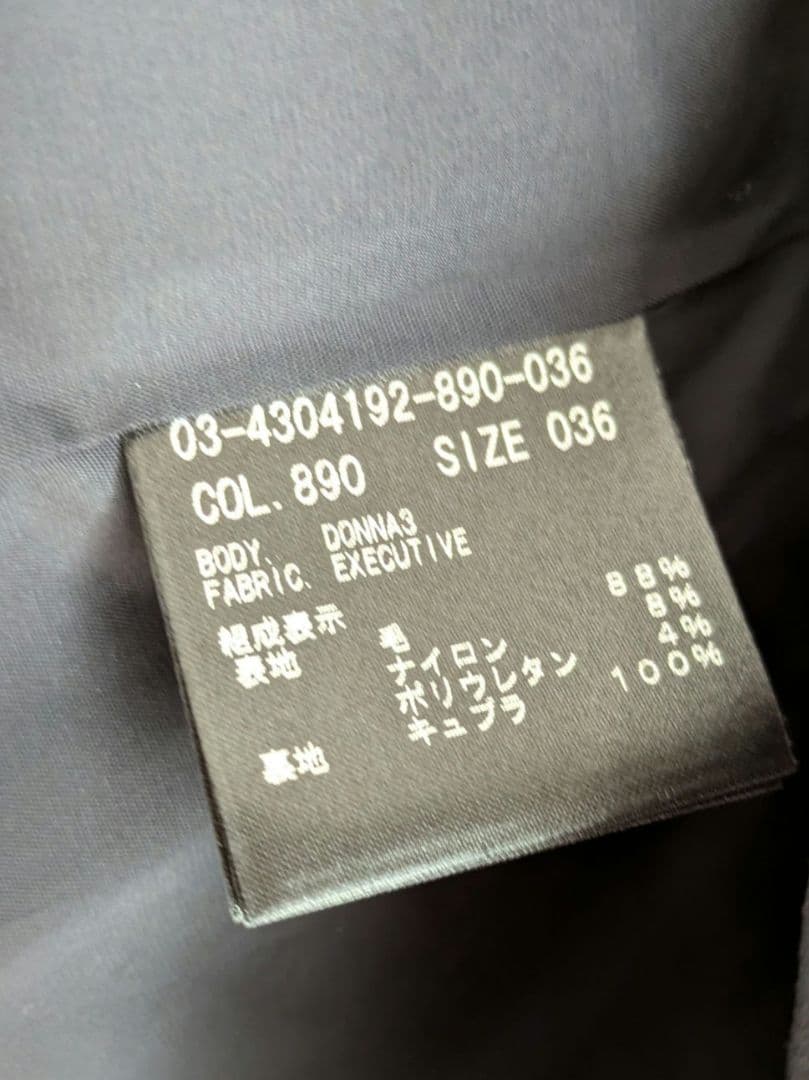 03-4304192-890-036
COL. 890 SIZE 036
BODY. DONNA3
FABRIC. EXECUTIVE
組成表示
表地 毛 88%
ナイロン 8%
ポリウレタン 4%
裏地 キュプラ 100%